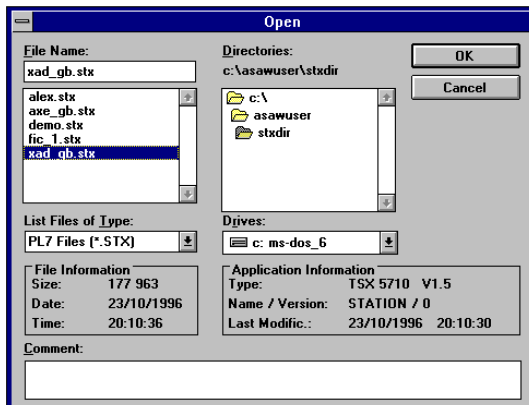 Open
File Name:
xad_gb.stx
alex.stx
axe_gb.stx
demo.stx
fic_1.stx
xad_gb.stx
Directories:
c:\asawuser\stxdir
c:\
asawuser
stxdir
OK
Cancel
List Files of Type:
PL7 Files (*.STX)
Drives:
c: ms-dos_6
File Information
Size: 177 963
Date: 23/10/1996
Time: 20:10:36
Application Information
Type: TSX 5710 V1.5
Name / Version: STATION / 0
Last Modific.: 23/10/1996 20:10:30
Comment: